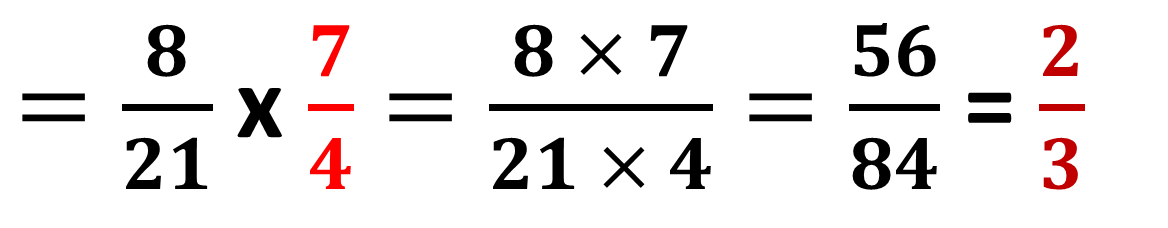 = 8/21 x 7/4 = 8 × 7/21 × 4 = 56/84 = 2/3